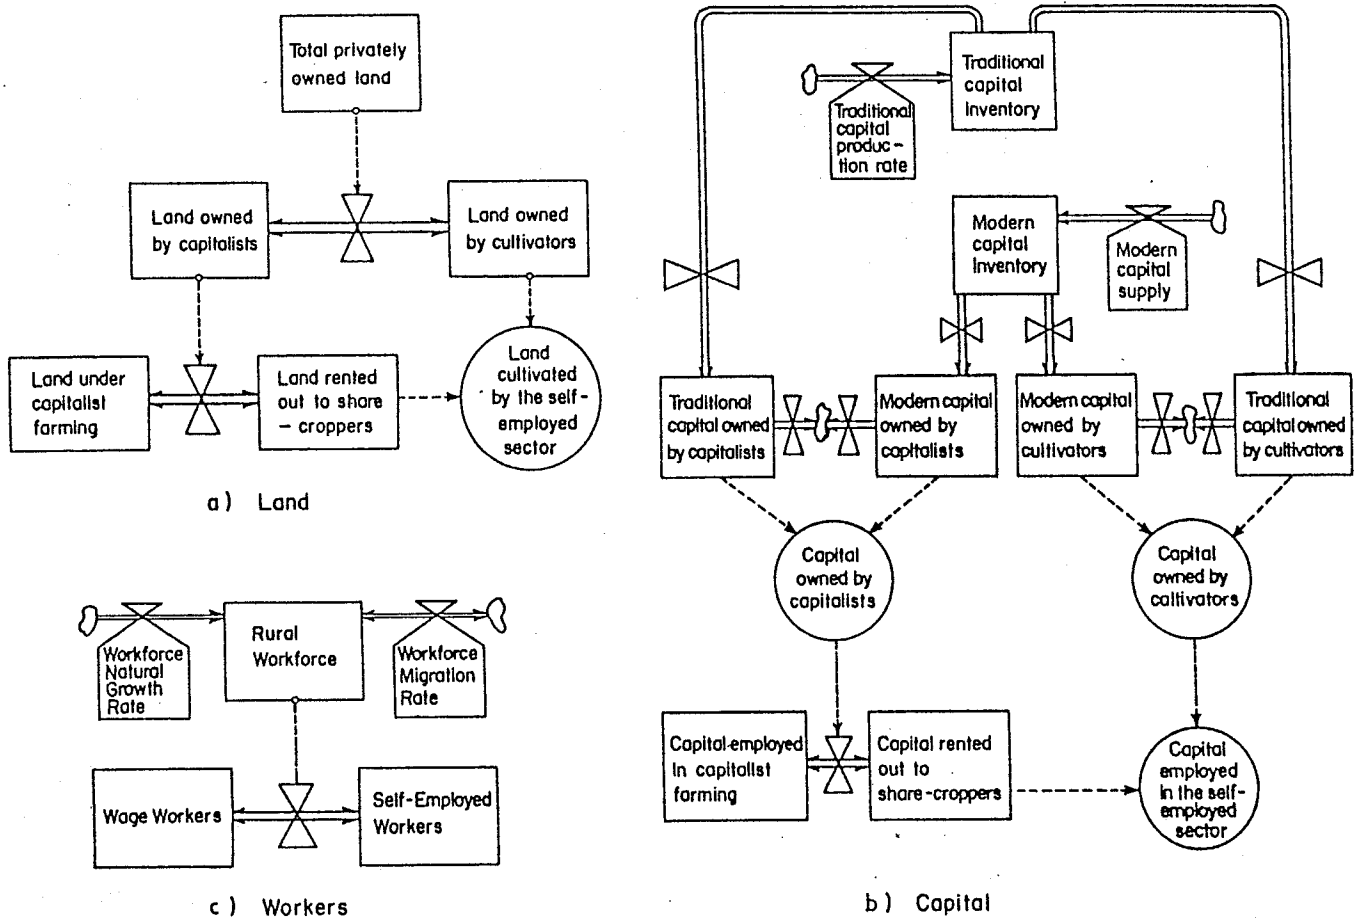 Total privately
owned land
Land owned
by capitalists
Land owned
by cultivators
Land under
capitalist
farming
Land rented
out to share
- croppers
Land
cultivated
by the self-
employed
sector
a) Land
Workforce
Natural
Growth
Rate
Rural
Workforce
Workforce
Migration
Rate
Wage Workers
Self-Employed
Workers
c) Workers
Traditional
capital
Inventory
Traditional
capital
produc-
tion rate
Modern
capital
Inventory
Modern
capital
supply
Traditional
capital owned
by capitalists
Modern capital
owned by
capitalists
Modern capital
owned by
cultivators
Traditional
capital owned
by cultivators
Capital
owned by
capitalists
Capital
owned by
caltivators
Capital employed
In capitalist
farming
Capital rented
out to
share-croppers
Capital
employed
In the self-
employed
sector
b) Capital